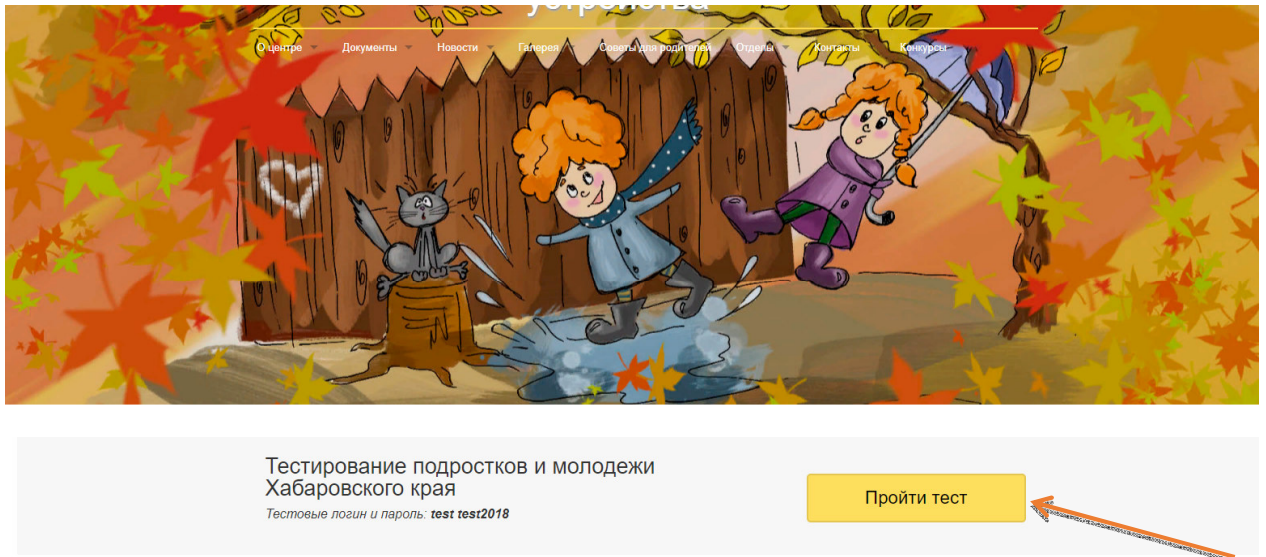 устройства
О центре Документы Новости Галерея Советы для родителей Отделы Контакты Конкурсы
Тестирование подростков и молодежи
Хабаровского края
Тестовые логин и пароль: test test2018
Пройти тест